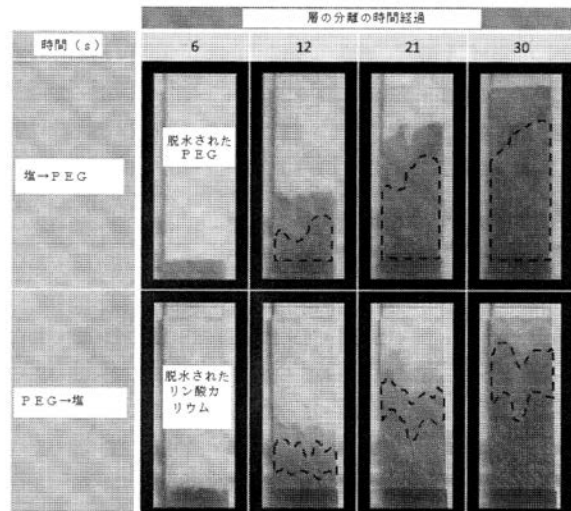 層の分離の時間経過
時間（s）
6
12
21
30
塩→PEG
脱水された
PEG
PEG→塩
脱水された
リン酸カ
リウム